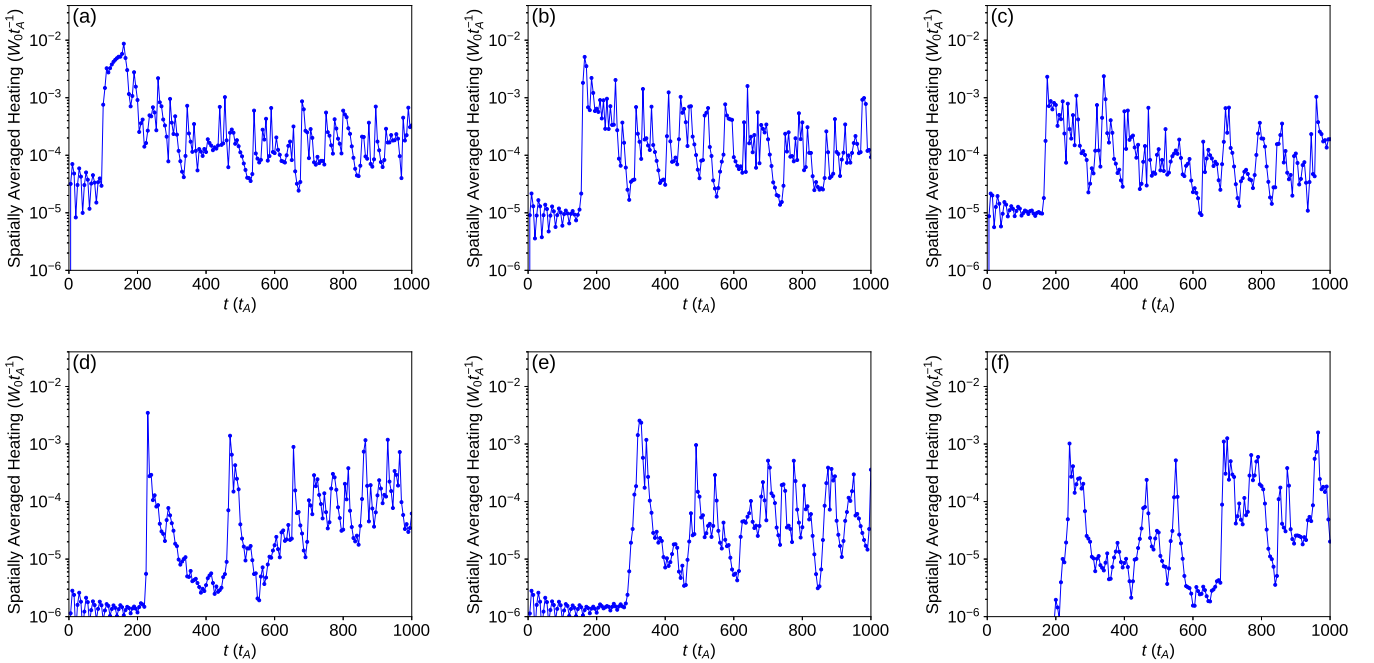 (a) (b) (c)
Spatially Averaged Heating (W₀t_A⁻¹) Spatially Averaged Heating (W₀t_A⁻¹) Spatially Averaged Heating (W₀t_A⁻¹)
10⁻² 10⁻² 10⁻²
10⁻³ 10⁻³ 10⁻³
10⁻⁴ 10⁻⁴ 10⁻⁴
10⁻⁵ 10⁻⁵ 10⁻⁵
10⁻⁶ 10⁻⁶ 10⁻⁶
0 200 400 600 800 1000 0 200 400 600 800 1000 0 200 400 600 800 1000
t (t_A) t (t_A) t (t_A)
(d) (e) (f)
Spatially Averaged Heating (W₀t_A⁻¹) Spatially Averaged Heating (W₀t_A⁻¹) Spatially Averaged Heating (W₀t_A⁻¹)
10⁻² 10⁻² 10⁻²
10⁻³ 10⁻³ 10⁻³
10⁻⁴ 10⁻⁴ 10⁻⁴
10⁻⁵ 10⁻⁵ 10⁻⁵
10⁻⁶ 10⁻⁶ 10⁻⁶
0 200 400 600 800 1000 0 200 400 600 800 1000 0 200 400 600 800 1000
t (t_A) t (t_A) t (t_A)